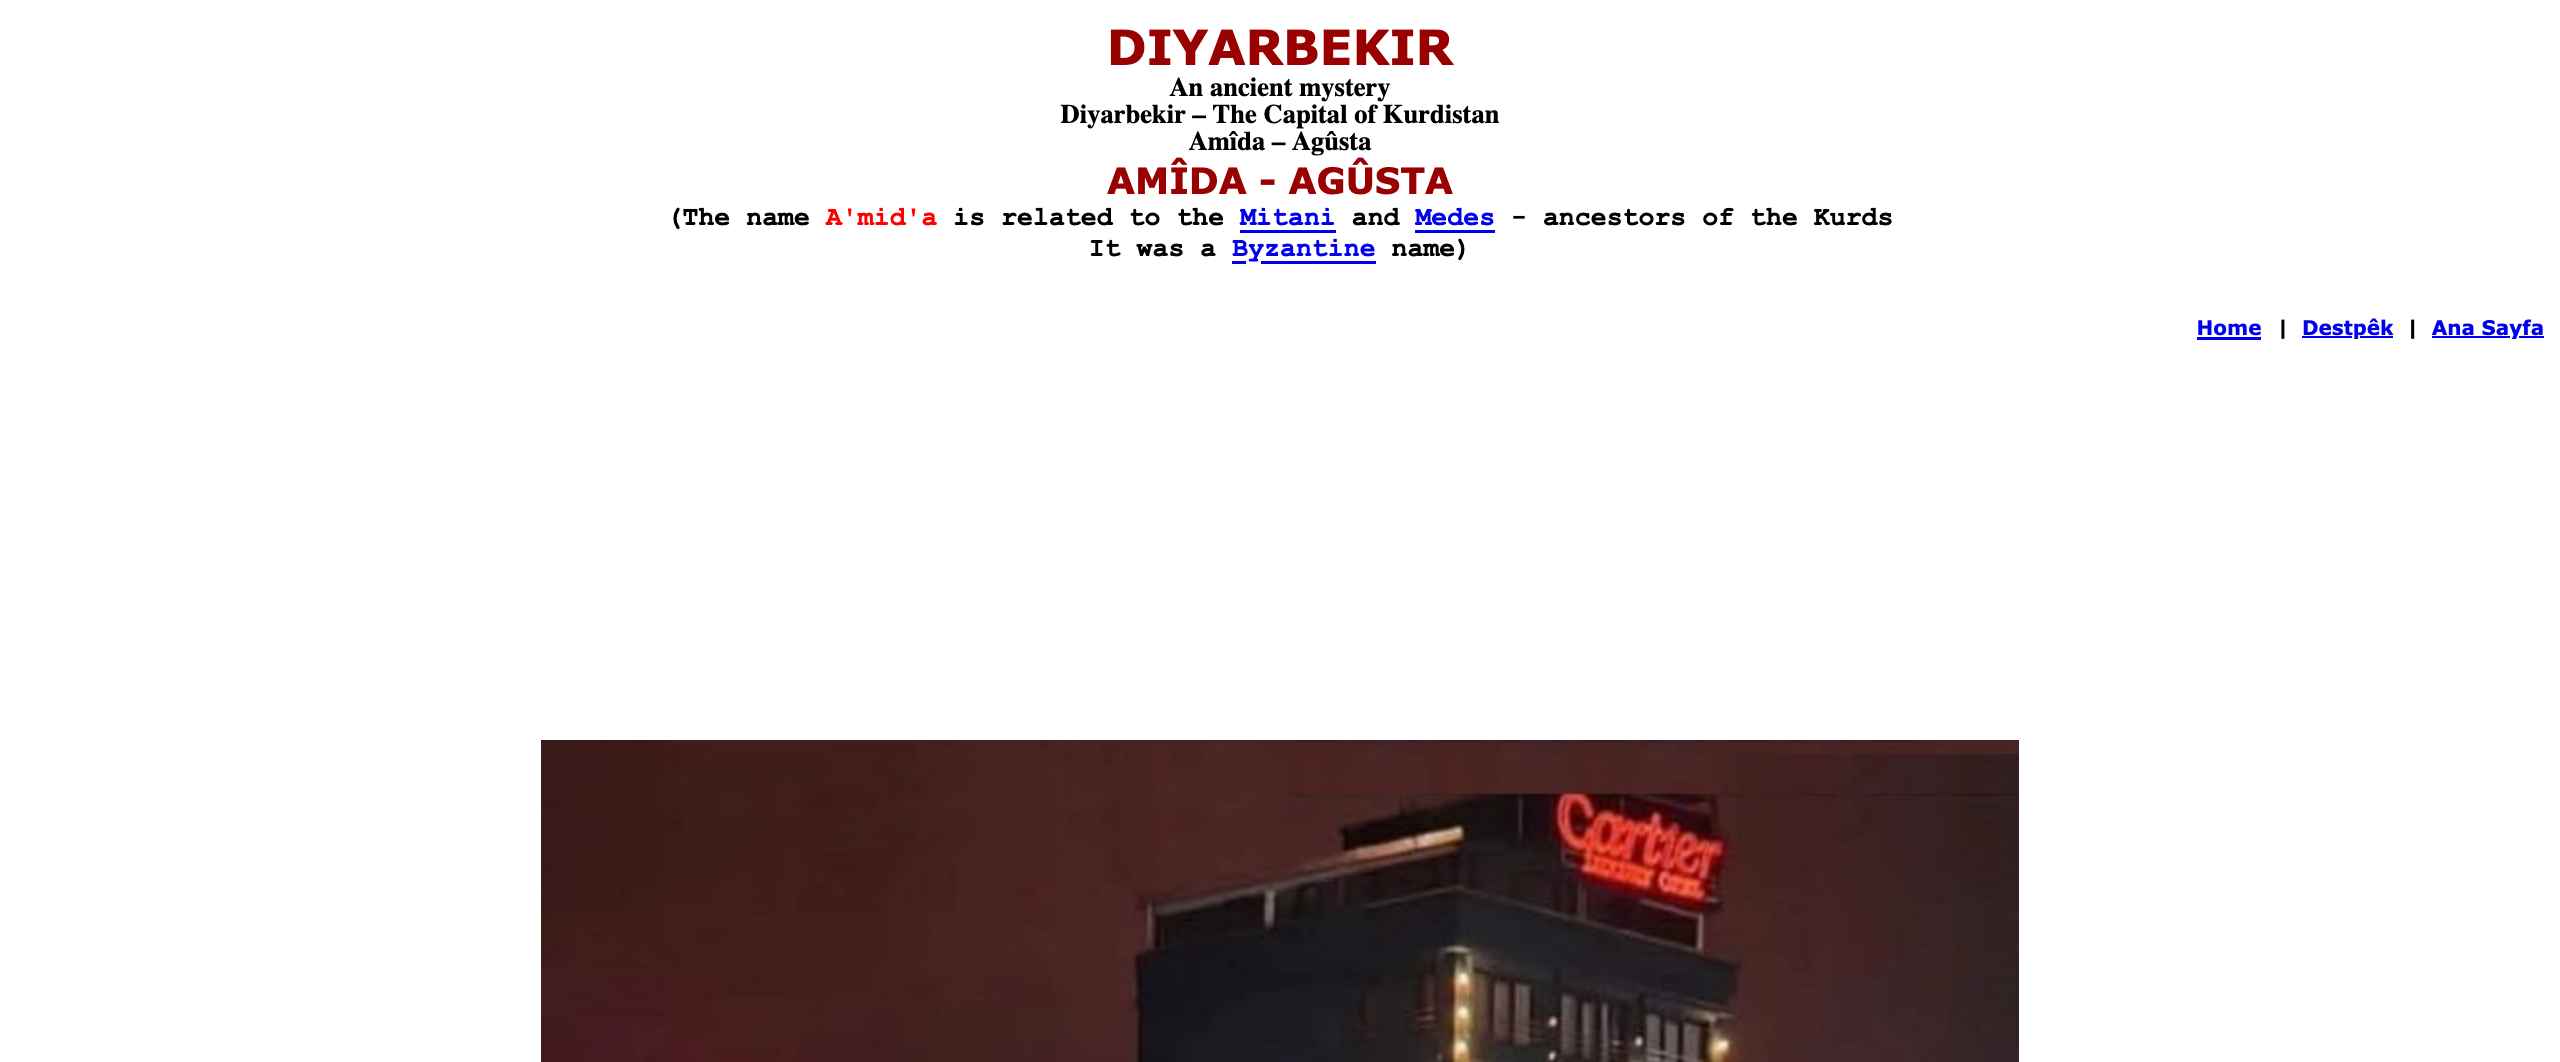 DIYARBEKIR
An ancient mystery
Diyarbekir – The Capital of Kurdistan
Amîda – Agûsta
AMÎDA - AGÛSTA
(The name A'mid'a is related to the Mitani and Medes - ancestors of the Kurds
It was a Byzantine name)
Home | Destpêk | Ana Sayfa
Cartier